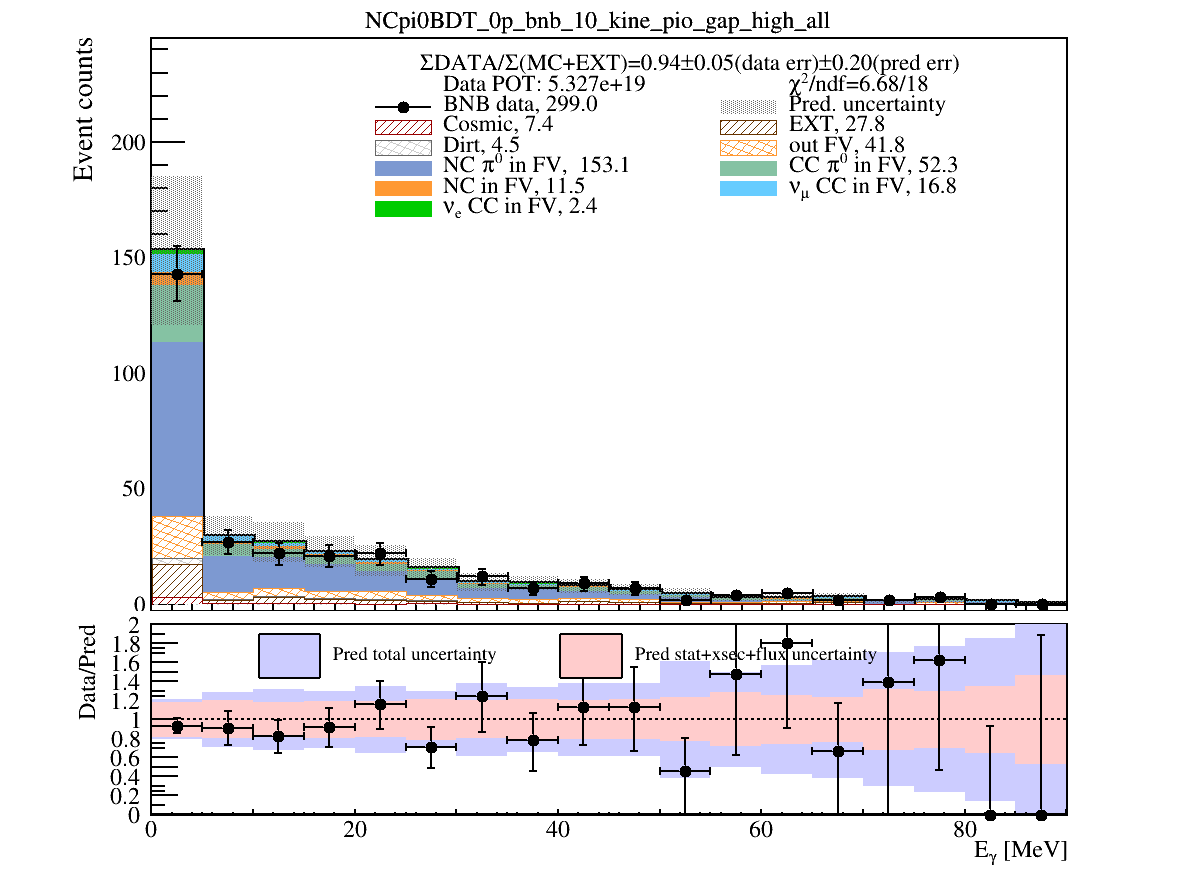 NCpi0BDT_0p_bnb_10_kine_pio_gap_high_all
Event counts
ΣDATA/Σ(MC+EXT)=0.94±0.05(data err)±0.20(pred err)
Data POT: 5.327e+19 χ²/ndf=6.68/18
BNB data, 299.0 Pred. uncertainty
Cosmic, 7.4 EXT, 27.8
Dirt, 4.5 out FV, 41.8
NC π⁰ in FV, 153.1 CC π⁰ in FV, 52.3
NC in FV, 11.5 νμ CC in FV, 16.8
νe CC in FV, 2.4
200
150
100
50
0
Data/Pred
Pred total uncertainty Pred stat+xsec+flux uncertainty
2
1.8
1.6
1.4
1.2
1
0.8
0.6
0.4
0.2
0
0 20 40 60 80
Eγ [MeV]